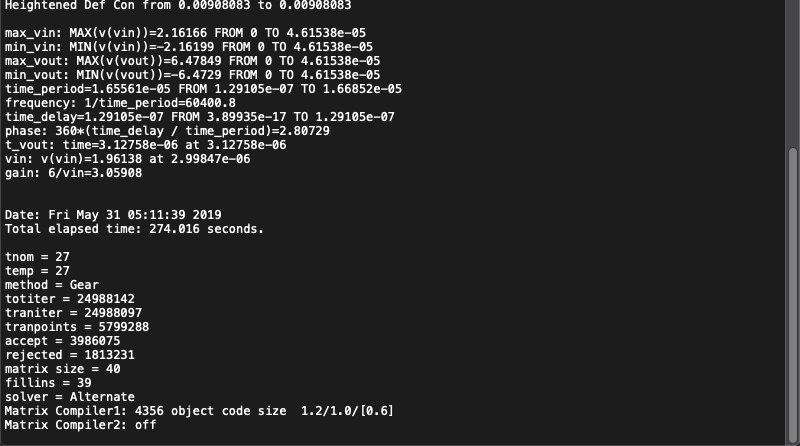 Heightened Def Con from 0.00908083 to 0.00908083
max_vin: MAX(v(vin))=2.16166 FROM 0 TO 4.61538e-05
min_vin: MIN(v(vin))=-2.16199 FROM 0 TO 4.61538e-05
max_vout: MAX(v(vout))=6.47849 FROM 0 TO 4.61538e-05
min_vout: MIN(v(vout))=-6.4729 FROM 0 TO 4.61538e-05
time_period=1.65561e-05 FROM 1.29105e-07 TO 1.66852e-05
frequency: 1/time_period=60400.8
time_delay=1.29105e-07 FROM 3.89935e-17 TO 1.29105e-07
phase: 360*(time_delay / time_period)=2.80729
t_vout: time=3.12758e-06 at 3.12758e-06
vin: v(vin)=1.96138 at 2.99847e-06
gain: 6/vin=3.05908
Date: Fri May 31 05:11:39 2019
Total elapsed time: 274.016 seconds.
tnom = 27
temp = 27
method = Gear
totiter = 24988142
traniter = 24988097
tranpoints = 5799288
accept = 3986075
rejected = 1813231
matrix size = 40
fillins = 39
solver = Alternate
Matrix Compiler1: 4356 object code size  1.2/1.0/[0.6]
Matrix Compiler2: off